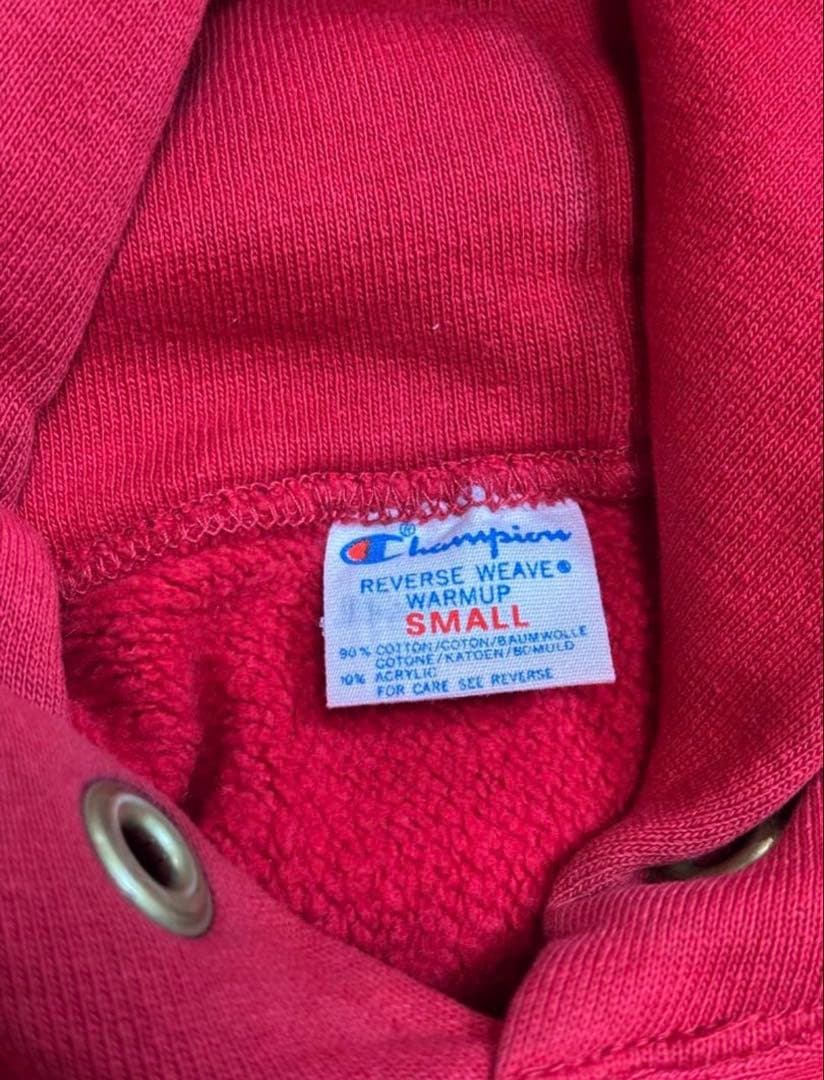 Champion®
REVERSE WEAVE®
WARMUP
SMALL
90% COTTON/COTON/BAUMWOLLE
COTONE/KATOEN/BOMULD
10% ACRYLIC
FOR CARE SEE REVERSE